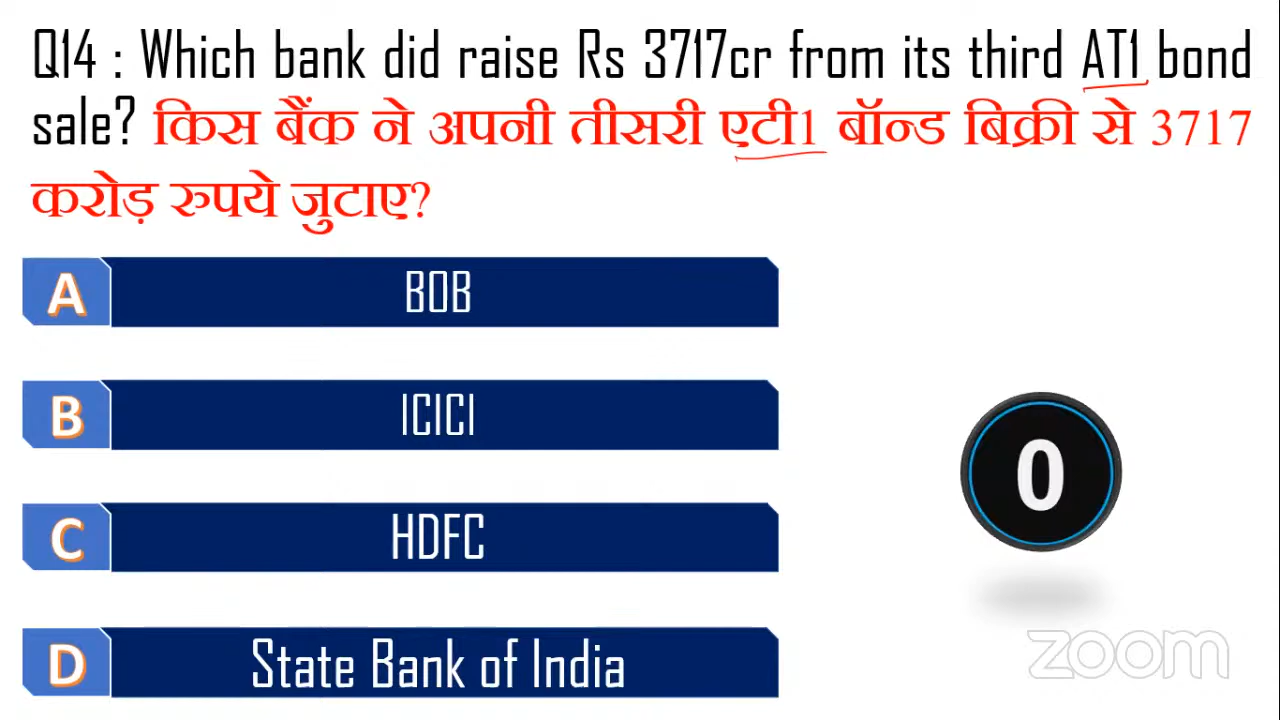 Q14 : Which bank did raise Rs 3717cr from its third AT1 bond
sale? किस बैंक ने अपनी तीसरी एटी1 बॉन्ड बिक्री से 3717
करोड़ रुपये जुटाए?
A BOB
B ICICI
C HDFC
0
D State Bank of India
zoom